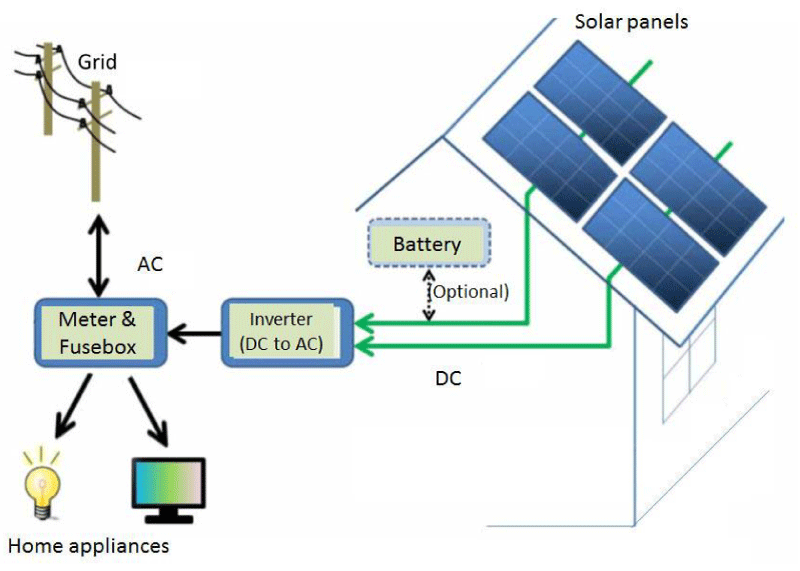 Solar panels
Grid
AC
Battery
(Optional)
Meter &
Fusebox
Inverter
(DC to AC)
DC
Home appliances